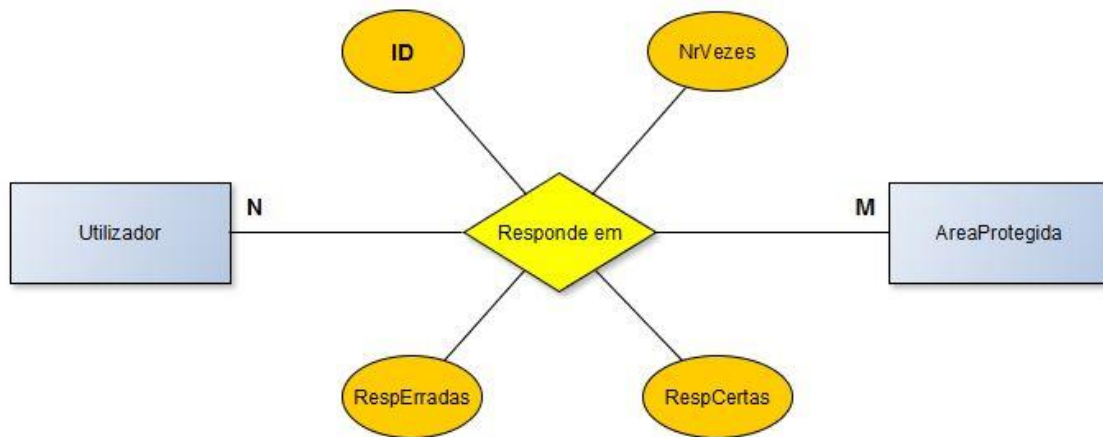 ID
NrVezes
N
M
Utilizador
Responde em
AreaProtegida
RespErradas
RespCertas